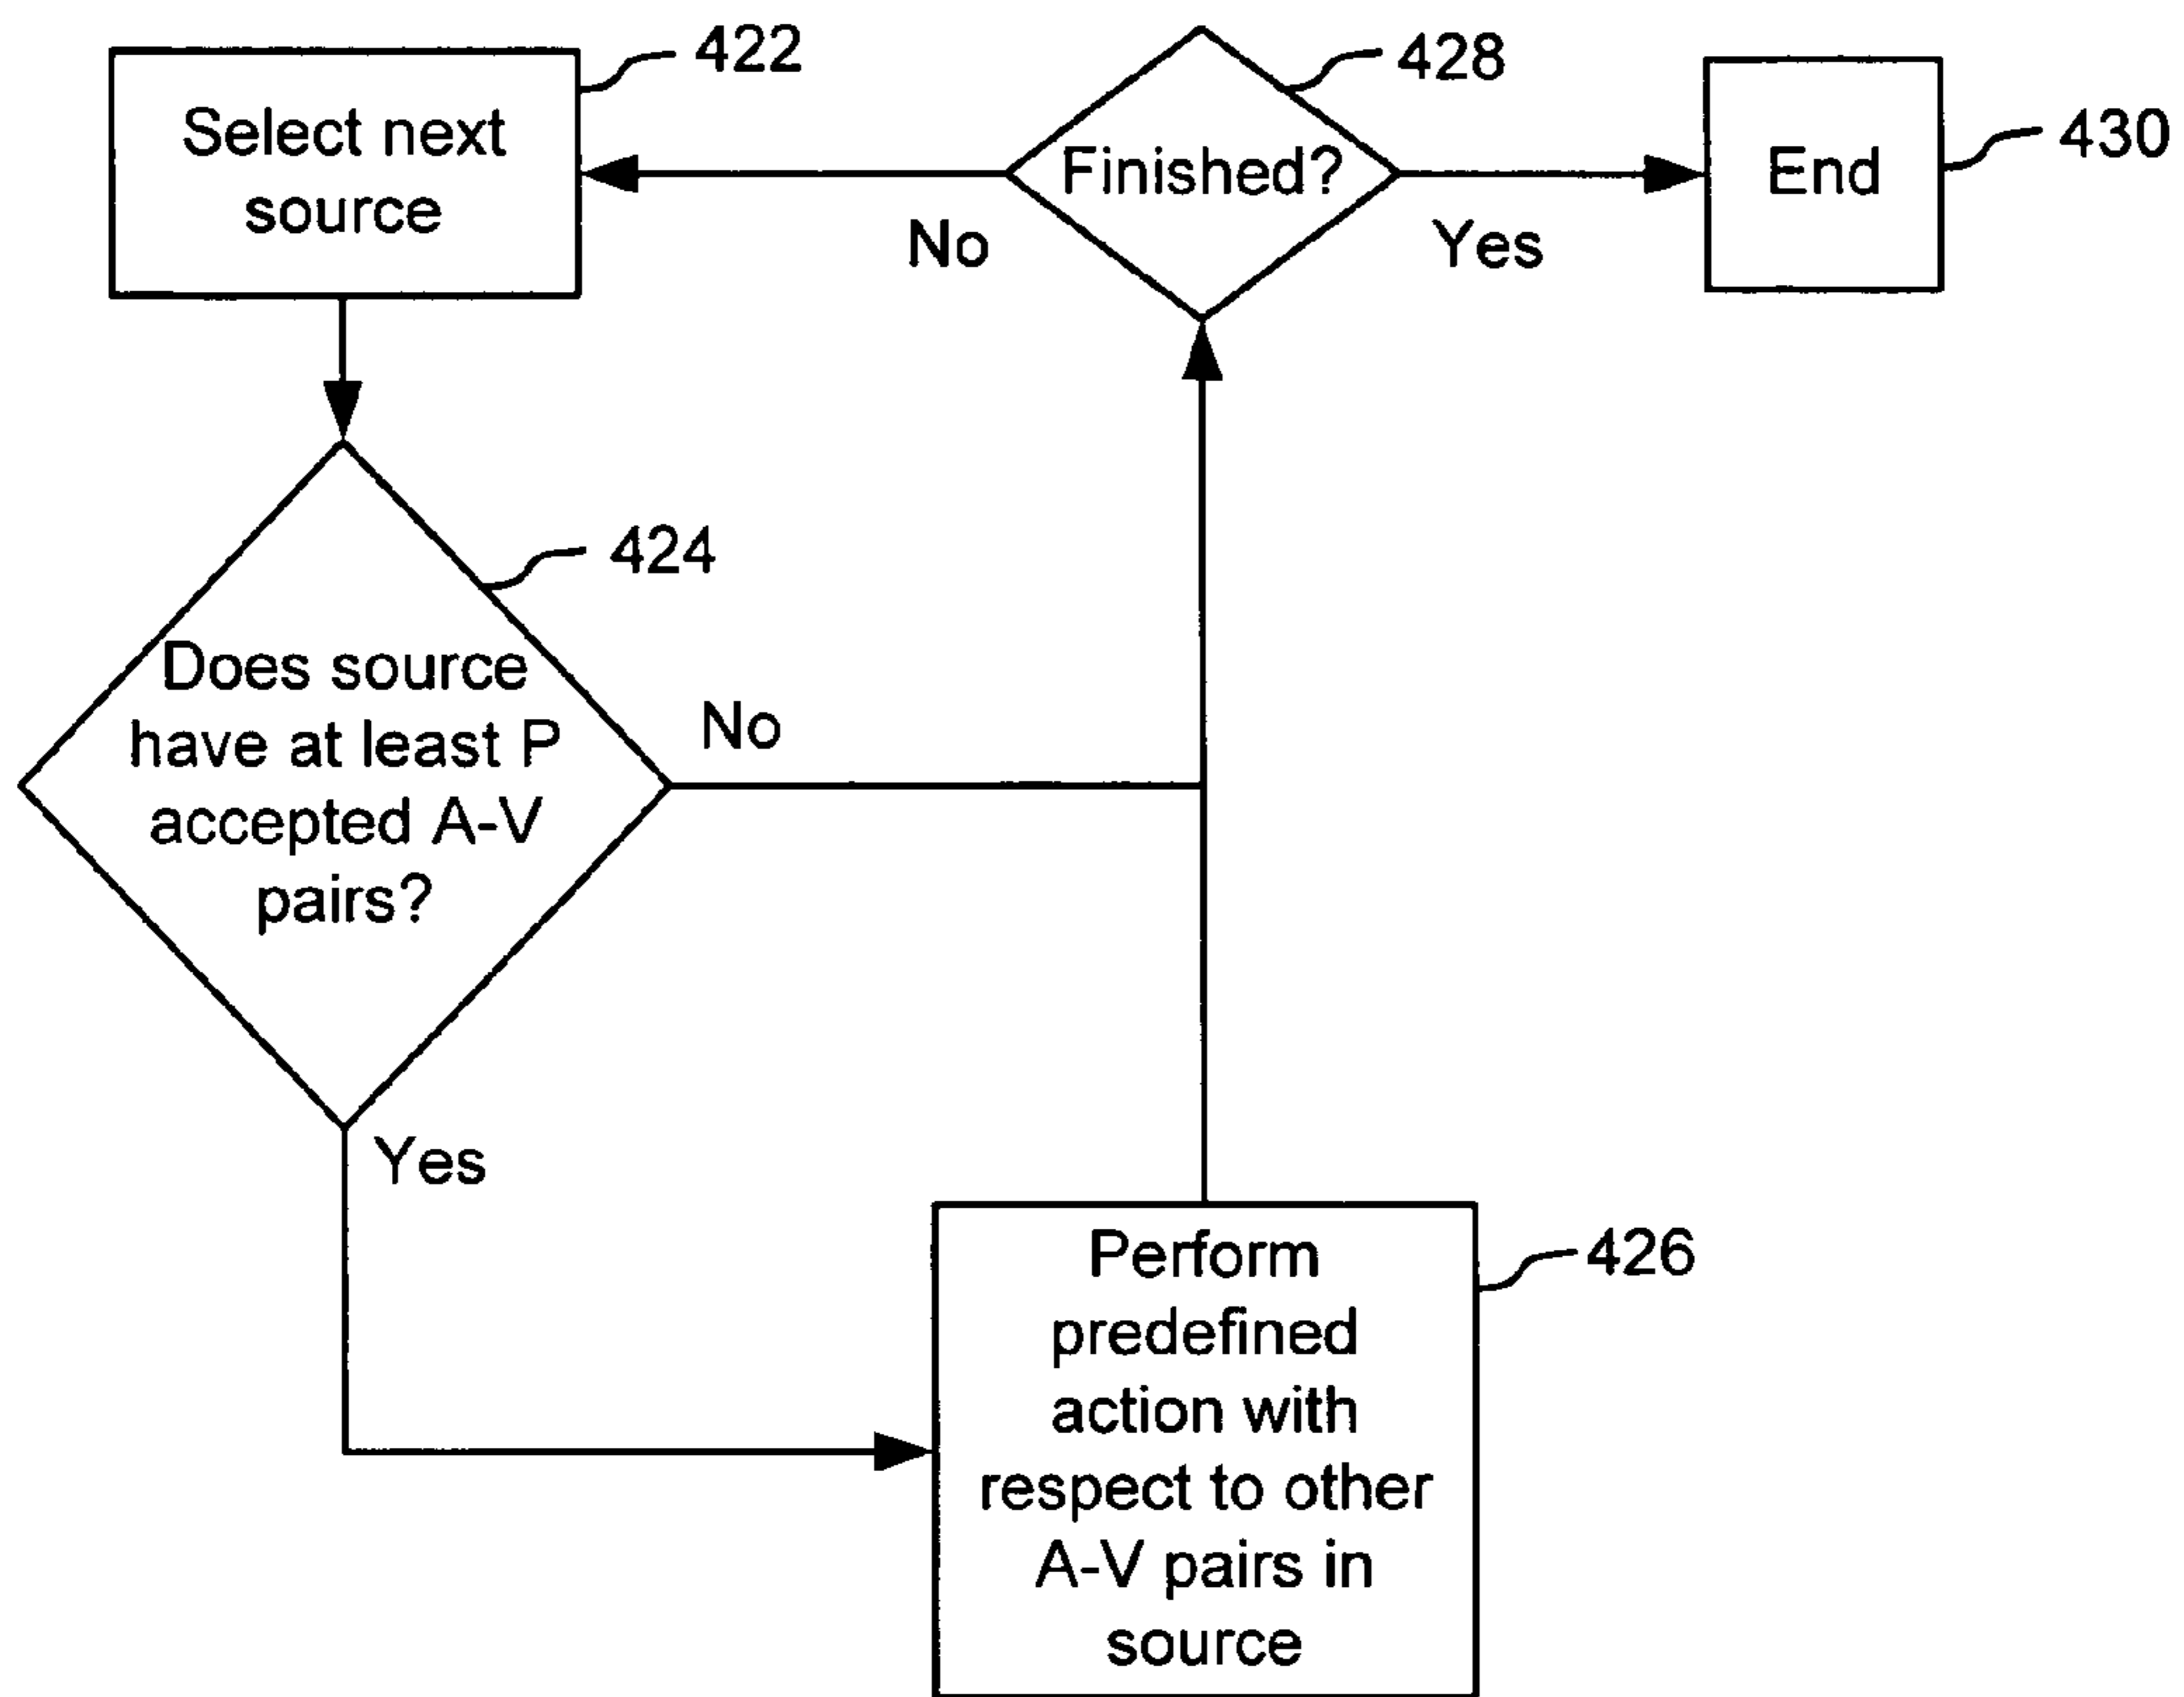 422
Select next
source
428
Finished?
430
End
No
Yes
424
Does source
have at least P
accepted A-V
pairs?
No
Yes
426
Perform
predefined
action with
respect to other
A-V pairs in
source